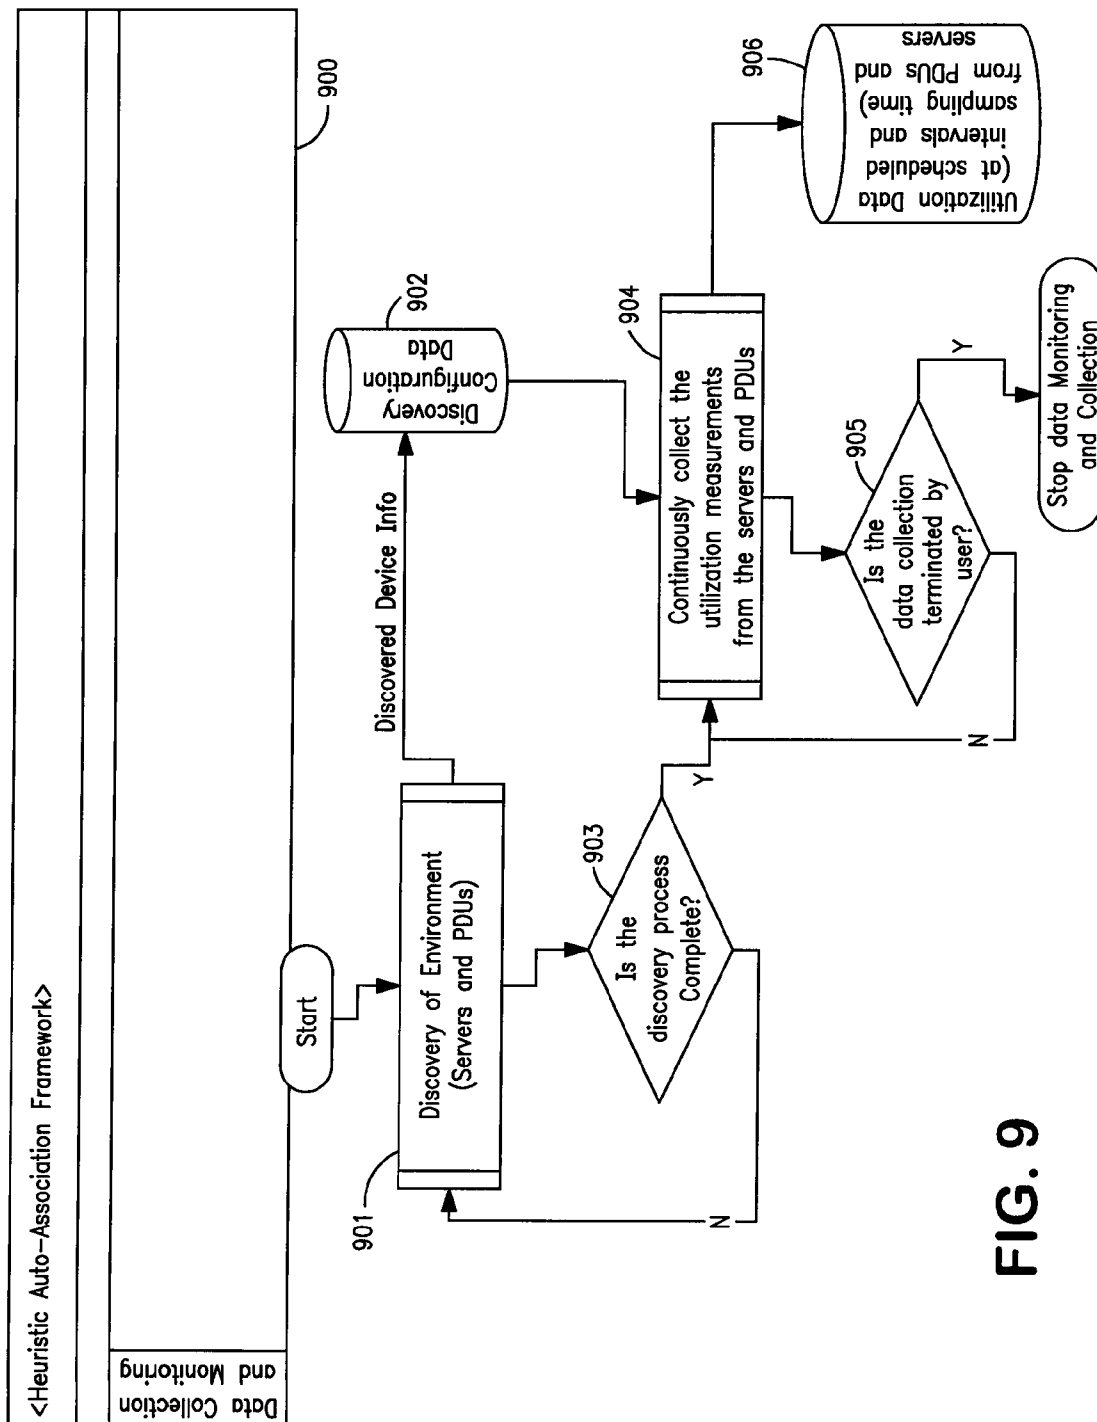 <Heuristic Auto-Association Framework>
Data Collection
and Monitoring
900
Start
901
Discovery of Environment
(Servers and PDUs)
Discovered Device Info
902
Discovery
Configuration
Data
903
Is the
discovery process
Complete?
N
Y
904
Continuously collect the
utilization measurements
from the servers and PDUs
905
Is the
data collection
terminated by
user?
N
Y
Stop data Monitoring
and Collection
906
Utilization Data
(at scheduled
intervals and
sampling time)
from PDUs and
servers
FIG. 9